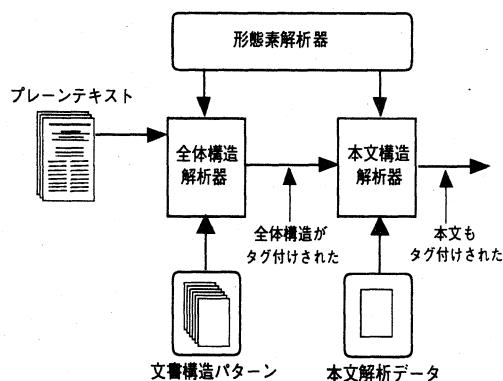 形態素解析器
プレーンテキスト
全体構造
解析器
本文構造
解析器
全体構造が
タグ付けされた
本文も
タグ付けされた
文書構造パターン
本文解析データ